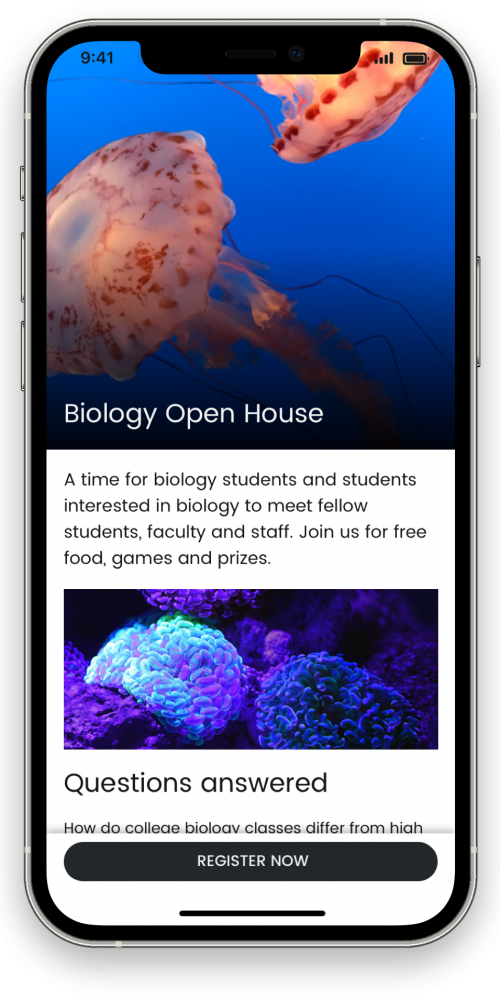 9:41
Biology Open House
A time for biology students and students
interested in biology to meet fellow
students, faculty and staff. Join us for free
food, games and prizes.
Questions answered
How do college biology classes differ from high
REGISTER NOW